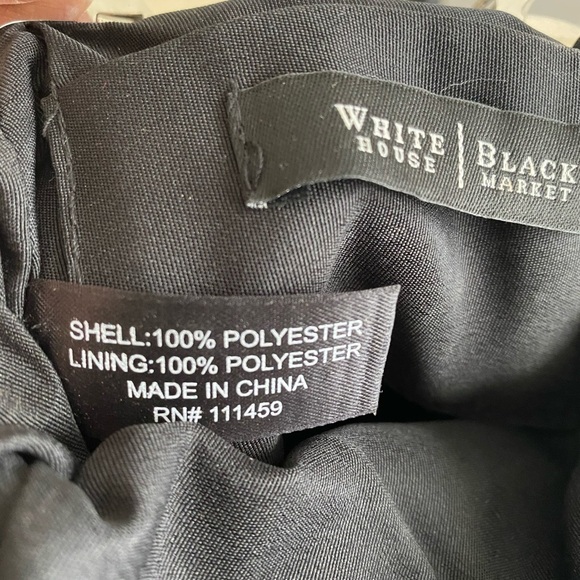 WHITE | BLACK
HOUSE | MARKET
SHELL:100% POLYESTER
LINING:100% POLYESTER
MADE IN CHINA
RN# 111459